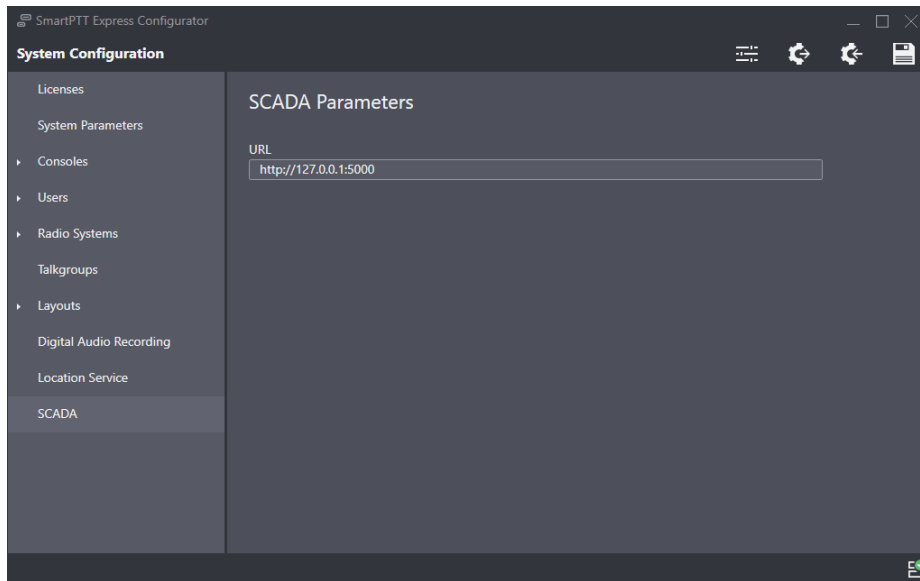 SmartPTT Express Configurator
System Configuration
Licenses
System Parameters
Consoles
Users
Radio Systems
Talkgroups
Layouts
Digital Audio Recording
Location Service
SCADA
SCADA Parameters
URL
http://127.0.0.1:5000